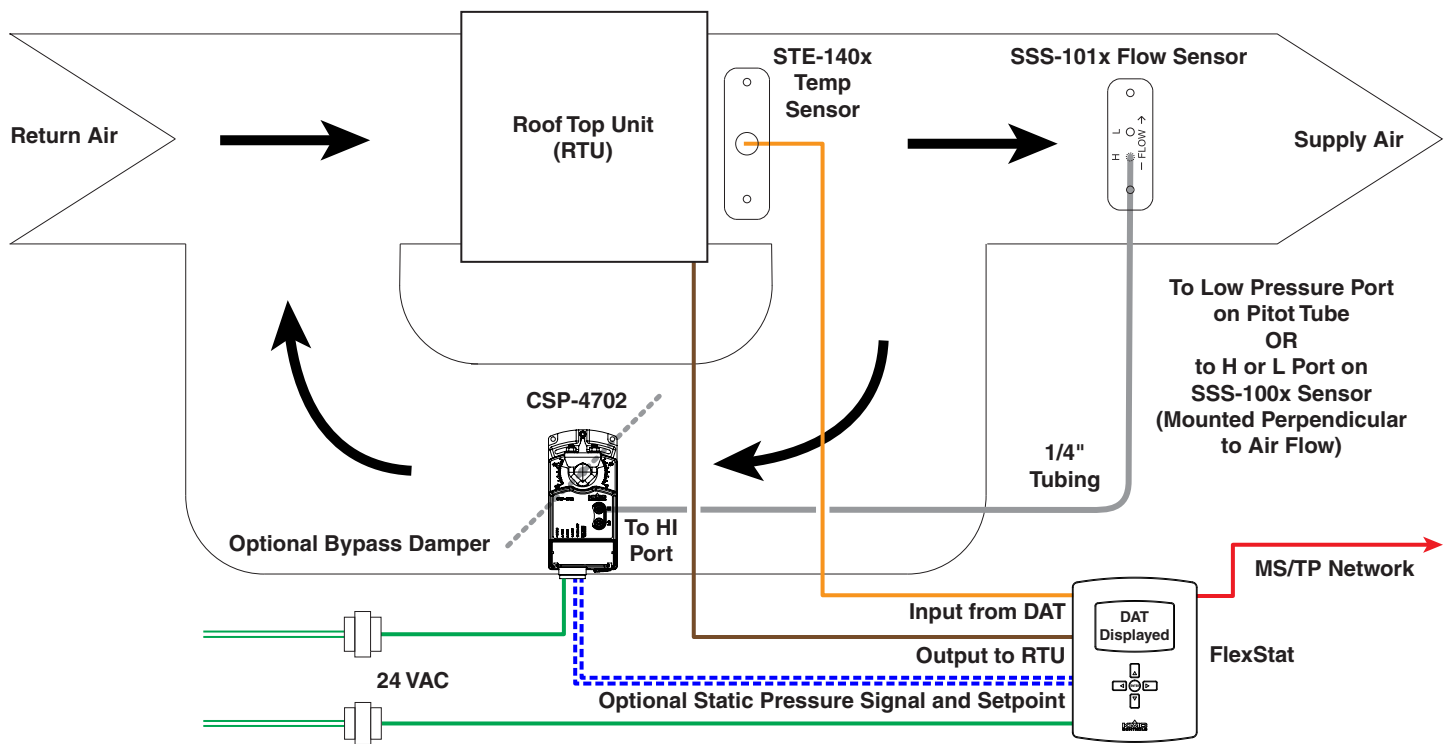 Return Air
Roof Top Unit
(RTU)
STE-140x
Temp
Sensor
SSS-101x Flow Sensor
H L
– FLOW →
Supply Air
To Low Pressure Port
on Pitot Tube
OR
to H or L Port on
SSS-100x Sensor
(Mounted Perpendicular
to Air Flow)
CSP-4702
1/4"
Tubing
To HI
Port
Optional Bypass Damper
MS/TP Network
Input from DAT
DAT
Displayed
Output to RTU
FlexStat
24 VAC
Optional Static Pressure Signal and Setpoint